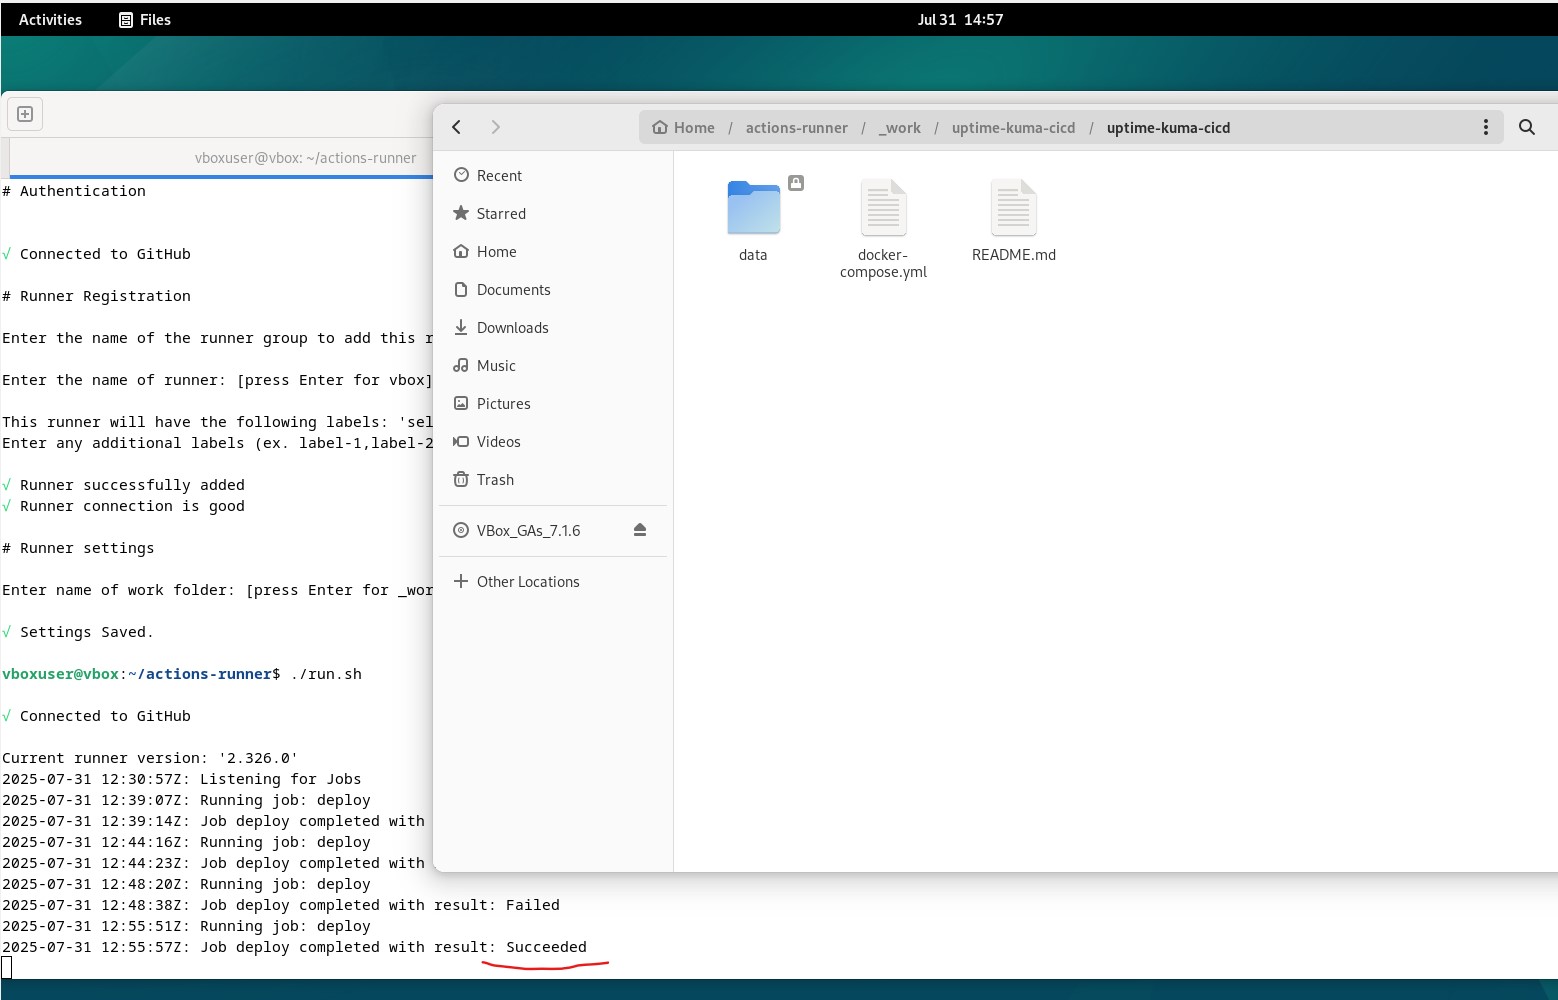 Activities Files Jul 31 14:57
Home / actions-runner / _work / uptime-kuma-cicd / uptime-kuma-cicd
vboxuser@vbox: ~/actions-runner
# Authentication
√ Connected to GitHub
# Runner Registration
Enter the name of the runner group to add this r
Enter the name of runner: [press Enter for vbox]
This runner will have the following labels: 'sel
Enter any additional labels (ex. label-1,label-2
√ Runner successfully added
√ Runner connection is good
# Runner settings
Enter name of work folder: [press Enter for _wor
√ Settings Saved.
vboxuser@vbox:~/actions-runner$ ./run.sh
√ Connected to GitHub
Current runner version: '2.326.0'
2025-07-31 12:30:57Z: Listening for Jobs
2025-07-31 12:39:07Z: Running job: deploy
2025-07-31 12:39:14Z: Job deploy completed with
2025-07-31 12:44:16Z: Running job: deploy
2025-07-31 12:44:23Z: Job deploy completed with
2025-07-31 12:48:20Z: Running job: deploy
2025-07-31 12:48:38Z: Job deploy completed with result: Failed
2025-07-31 12:55:51Z: Running job: deploy
2025-07-31 12:55:57Z: Job deploy completed with result: Succeeded
Recent
Starred
Home
Documents
Downloads
Music
Pictures
Videos
Trash
VBox_GAs_7.1.6
Other Locations
data
docker-
compose.yml
README.md